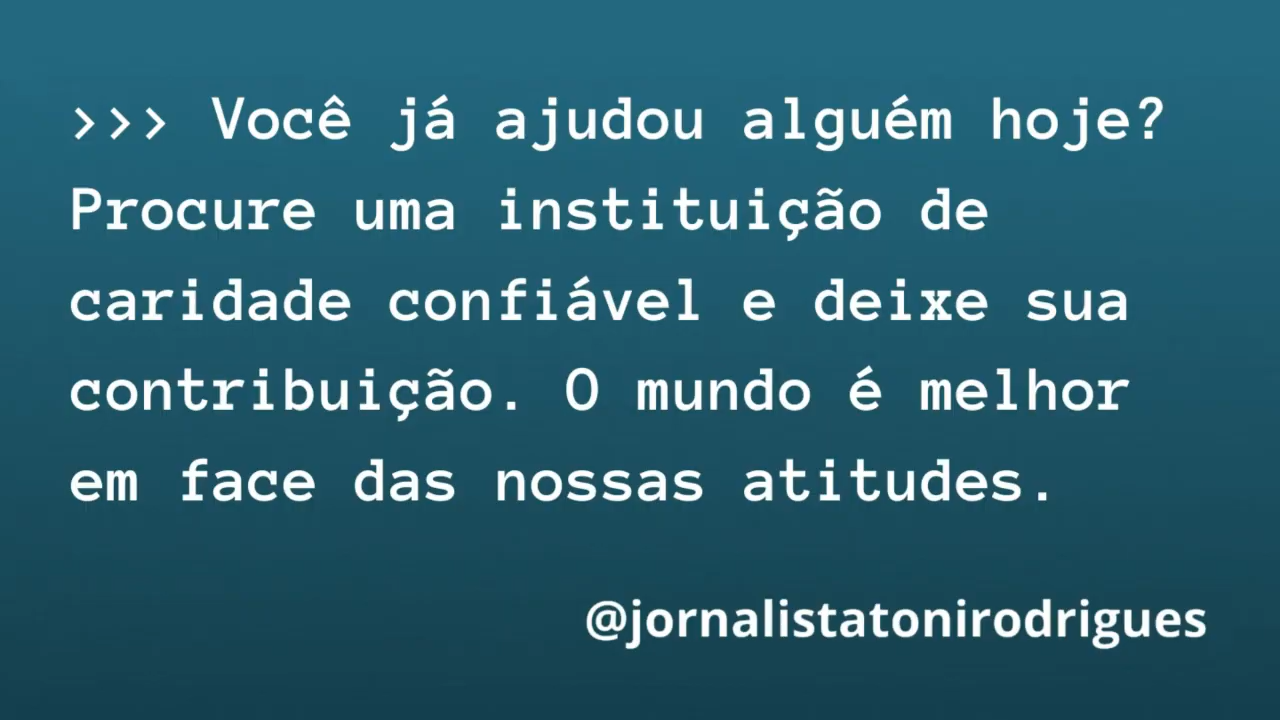 >>> Você já ajudou alguém hoje?
Procure uma instituição de
caridade confiável e deixe sua
contribuição. O mundo é melhor
em face das nossas atitudes.
@jornalistatonirodrigues